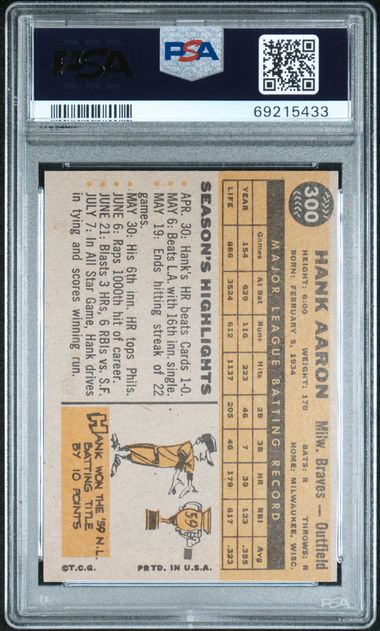 PSA
PSA
69215433
300
HANK AARON Milw. Braves — Outfield
HEIGHT: 6:00 WEIGHT: 170 BATS: R THROWS: R
BORN: FEBRUARY 5, 1934 HOME: MILWAUKEE, WISC.
MAJOR LEAGUE BATTING RECORD
Games At Bat Runs Hits 2B 3B HR RBI Avg
YEAR 154 629 116 223 46 7 39 123 .355
LIFE 886 3524 612 1137 205 46 179 617 .323
SEASON'S HIGHLIGHTS
• APR. 30: Hank's HR beats Cards 1-0
• MAY 6: Beats L.A. with 16th inn. single.
• MAY 19: Ends hitting streak of 22
games.
• MAY 30: His 6th inn. HR tops Phils.
• JUNE 6: Raps 1000th hit of career.
• JUNE 21: Blasts 3 HRs, 6 RBIs vs. S.F.
• JULY 7: In All Star Game, Hank drives
in tying and scores winning run.
59
HANK WON THE '59 N.L.
BATTING TITLE
BY 10 POINTS
©T.C.G. PRTD. IN U.S.A.